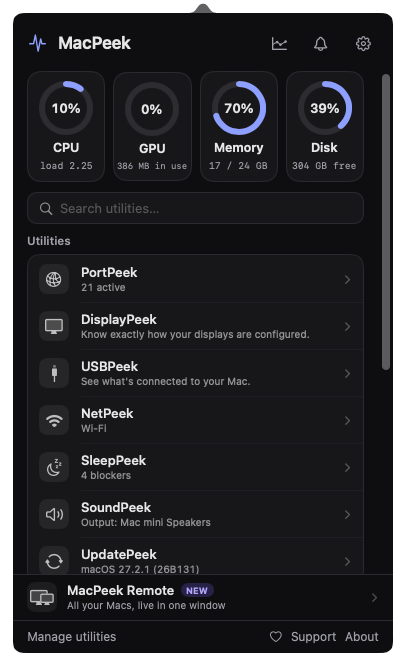 MacPeek
10% 0% 70% 39%
CPU GPU Memory Disk
load 2.25 386 MB in use 17 / 24 GB 304 GB free
Search utilities...
Utilities
PortPeek
21 active
DisplayPeek
Know exactly how your displays are configured.
USBPeek
See what's connected to your Mac.
NetPeek
Wi-Fi
SleepPeek
4 blockers
SoundPeek
Output: Mac mini Speakers
UpdatePeek
macOS 27.2.1 (26B131)
MacPeek Remote NEW
All your Macs, live in one window
Manage utilities Support About